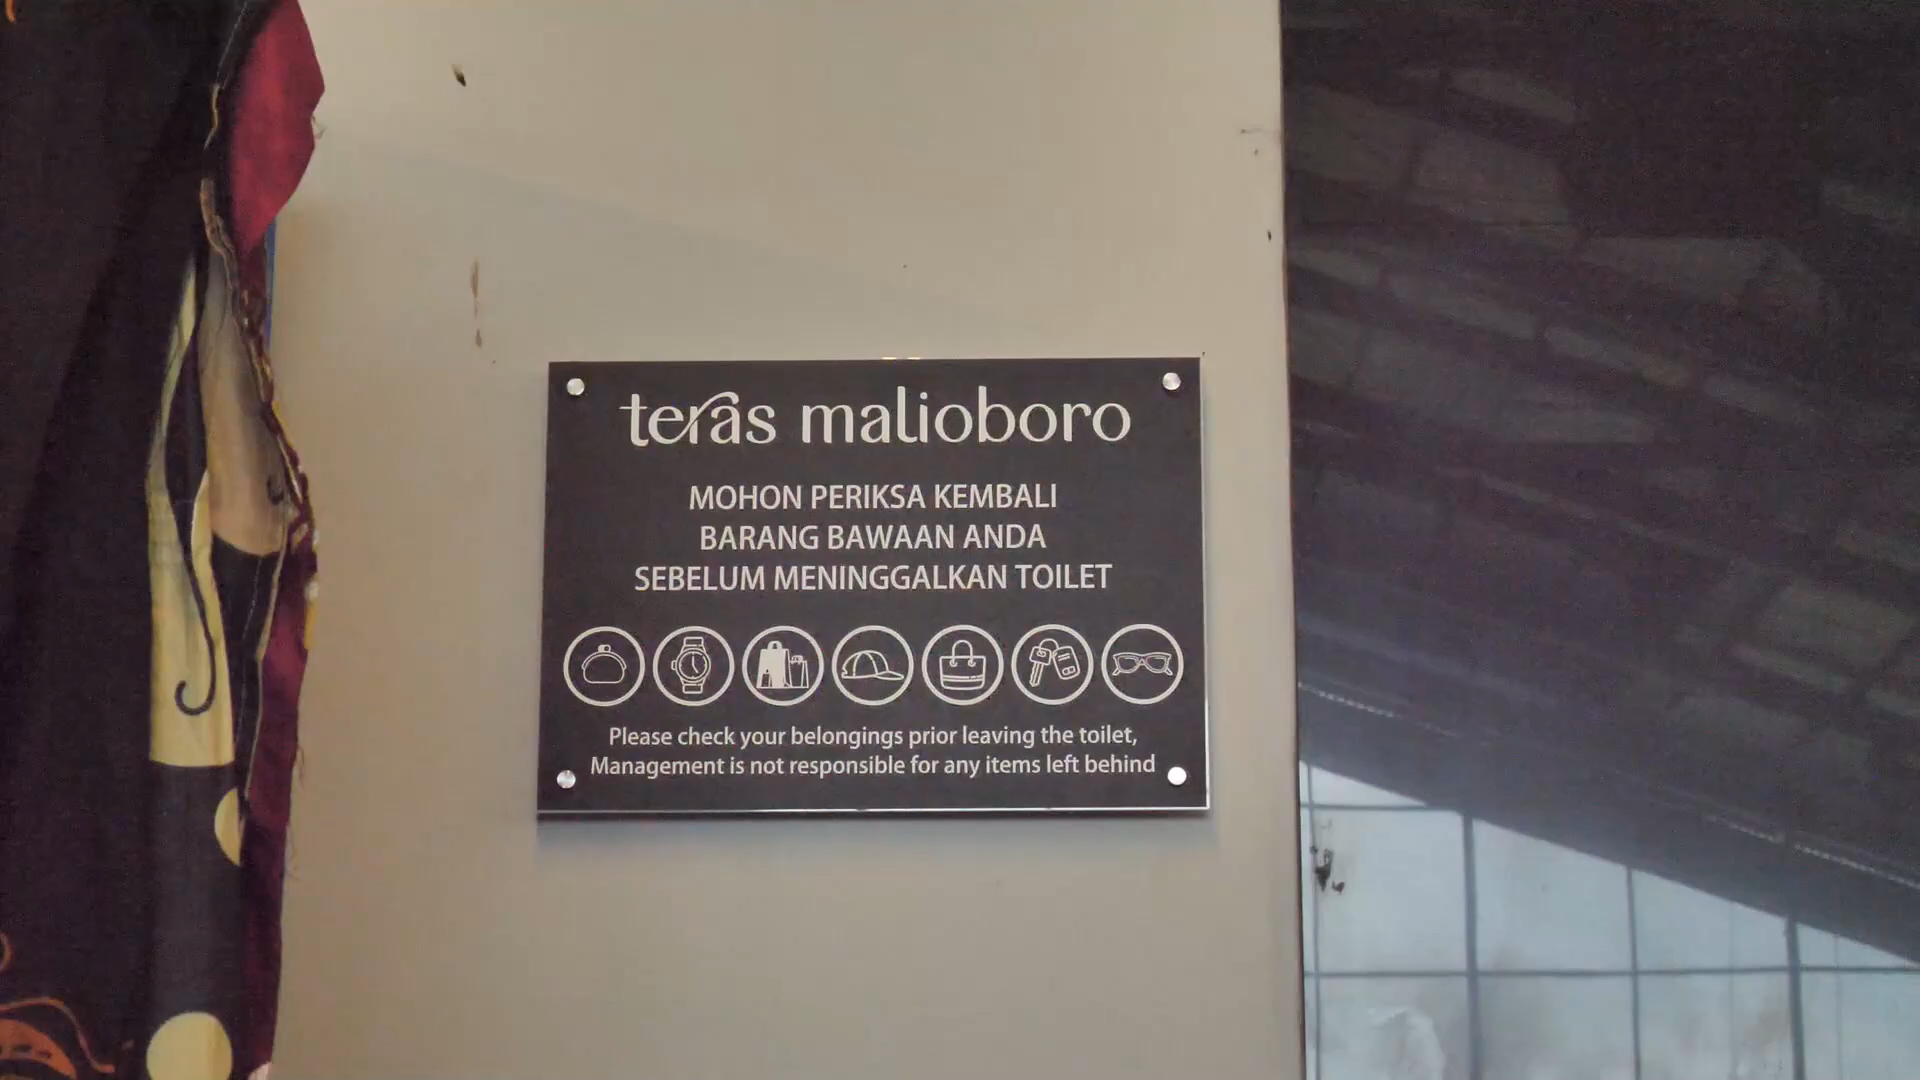 teras malioboro
MOHON PERIKSA KEMBALI
BARANG BAWAAN ANDA
SEBELUM MENINGGALKAN TOILET
Please check your belongings prior leaving the toilet,
Management is not responsible for any items left behind